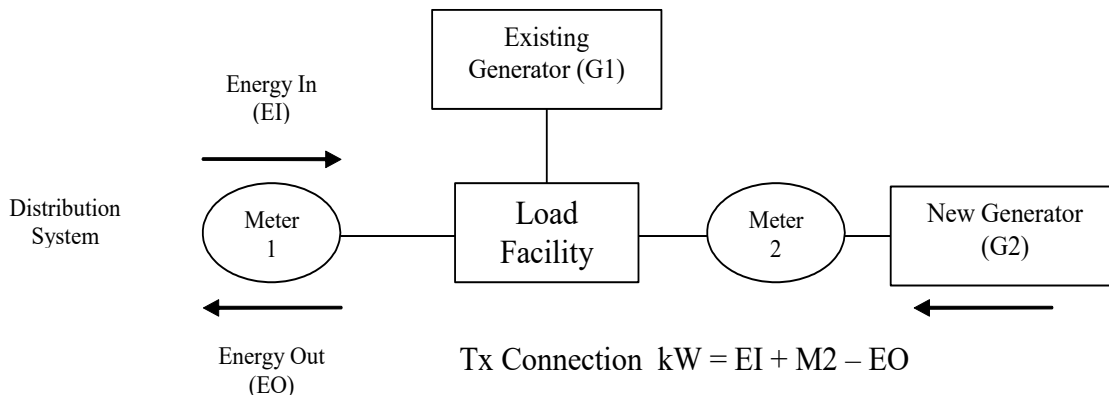 Existing
Generator (G1)
Energy In
(EI)
Distribution
System
Meter
1
Load
Facility
Meter
2
New Generator
(G2)
Energy Out
(EO)
Tx Connection kW = EI + M2 – EO